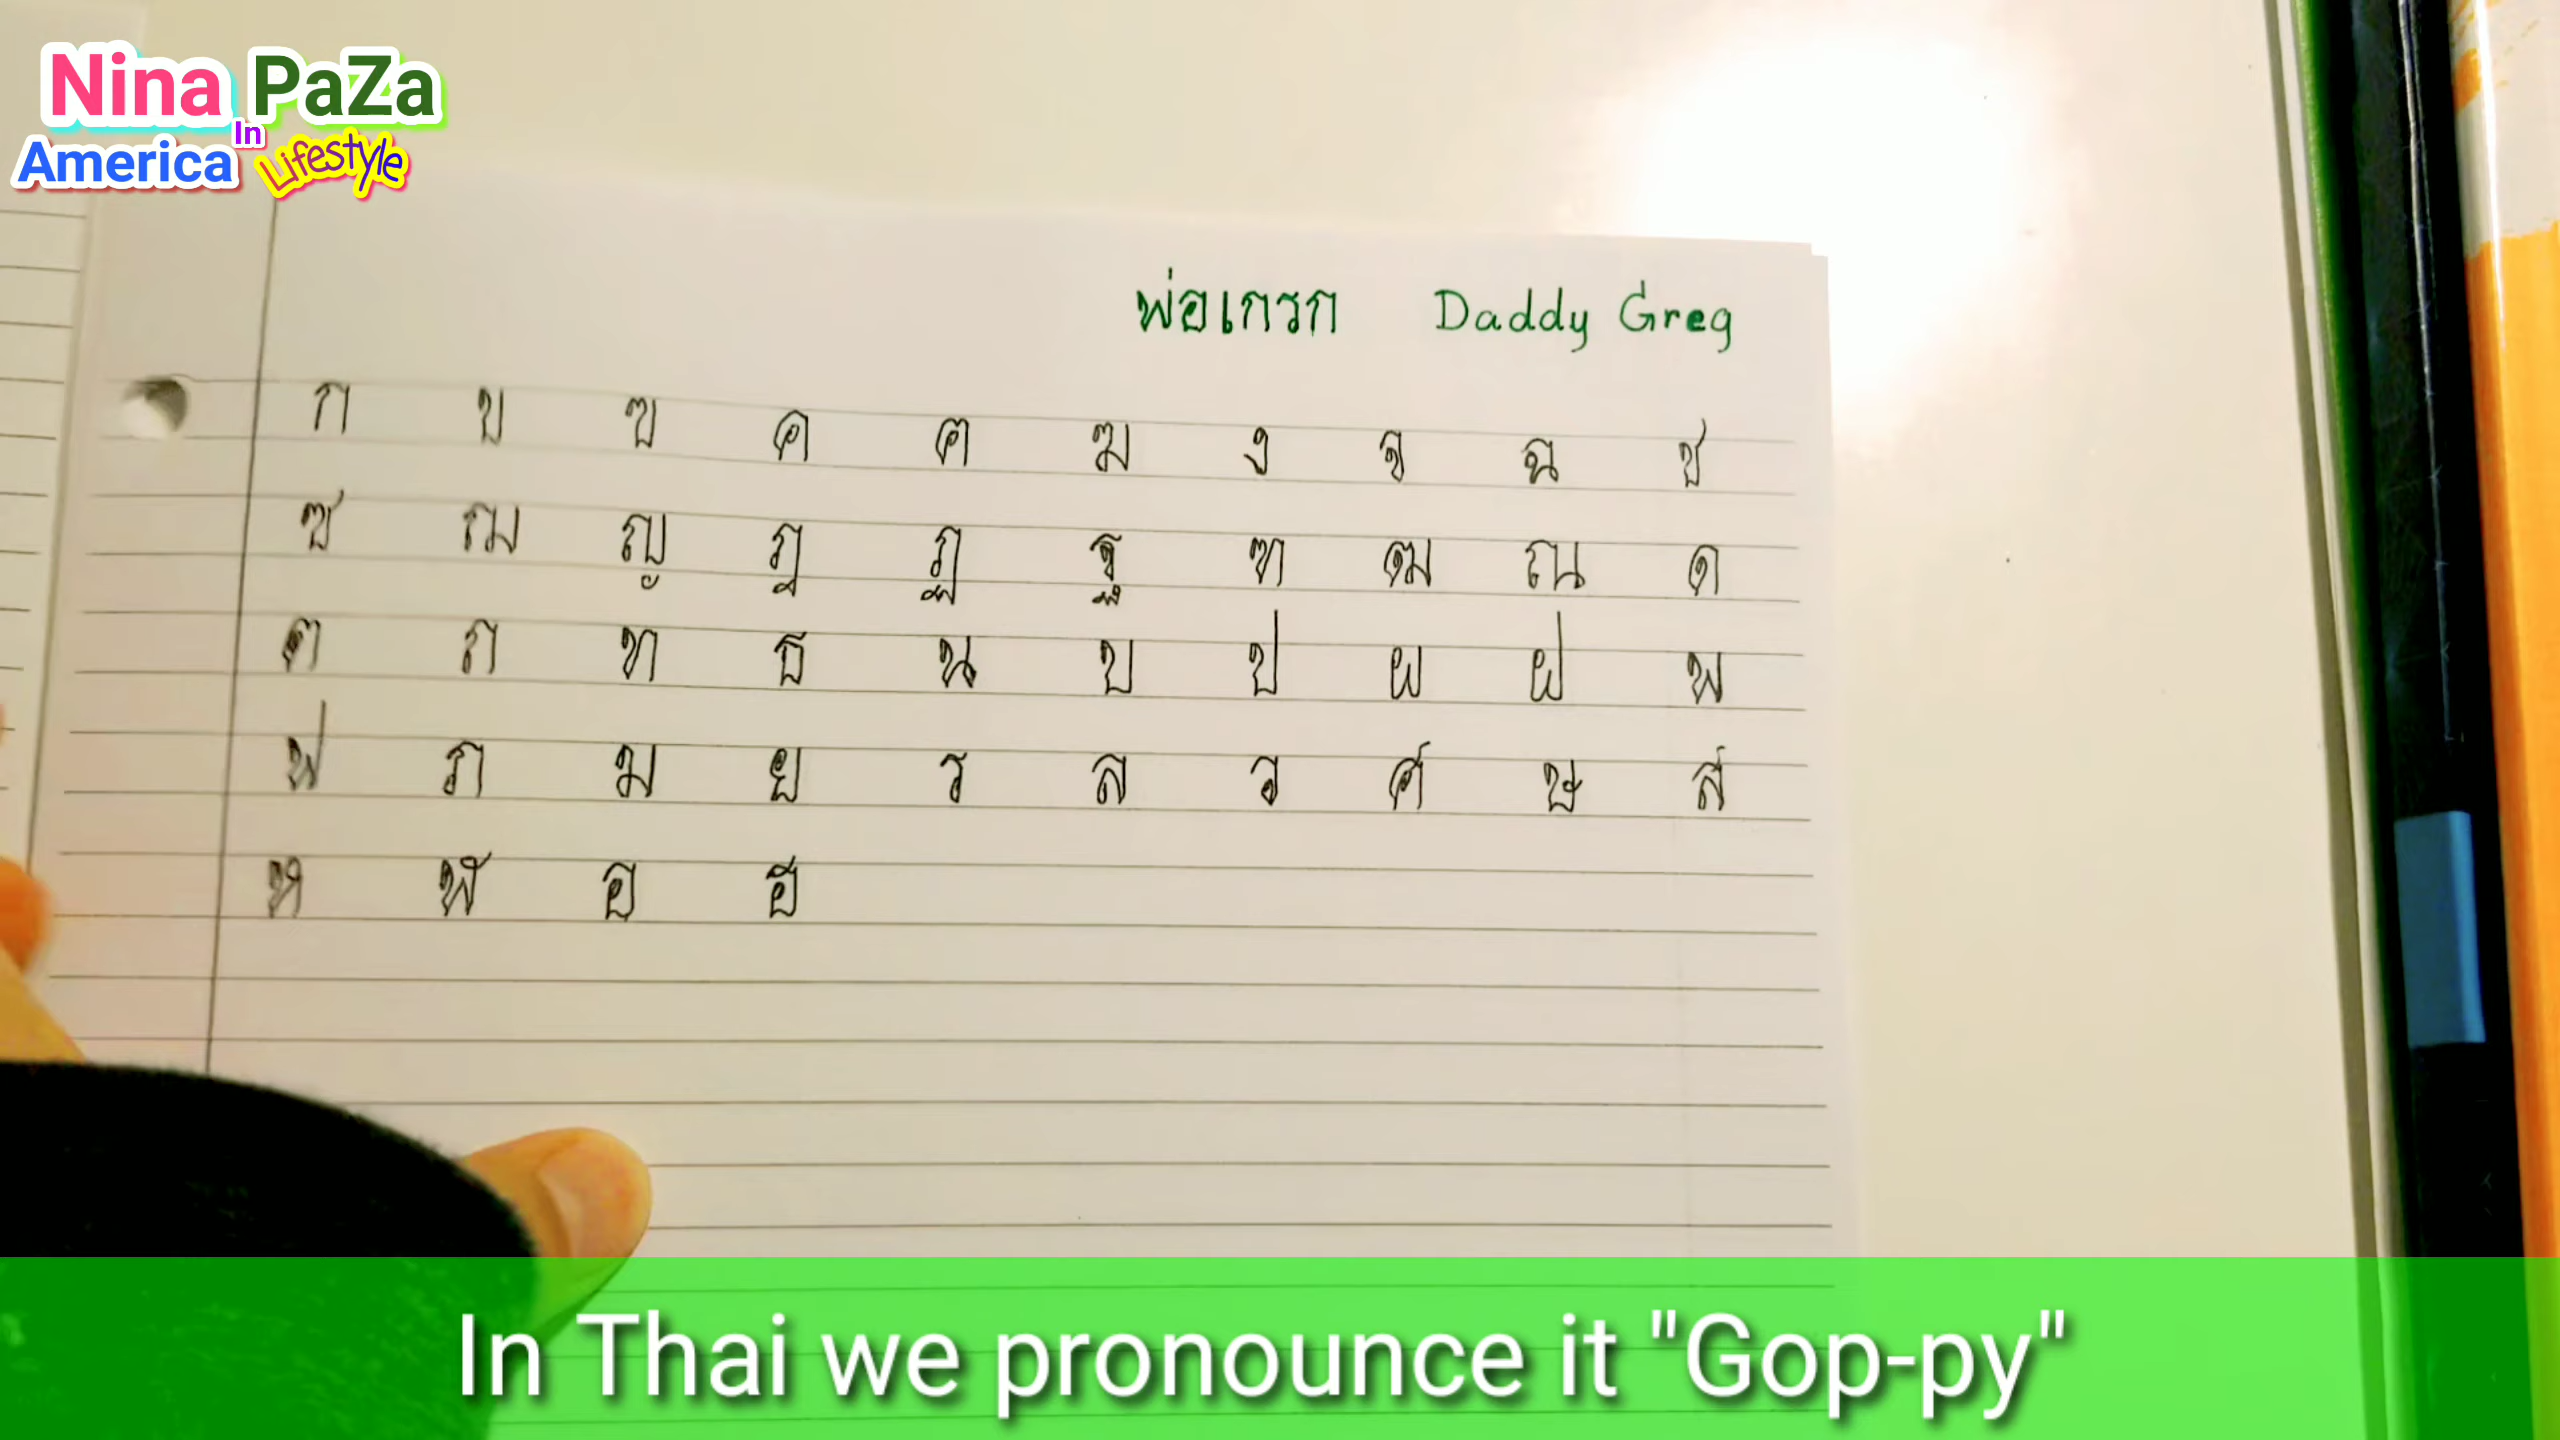 Nina PaZa
In
America Lifestyle
พ่อเกรก Daddy Greg
ก ข ฃ ค ฅ ฆ ง จ ฉ ช
ซ ฌ ญ ฎ ฏ ฐ ฑ ฒ ณ ด
ต ถ ท ธ น บ ป ผ ฝ พ
ฟ ภ ม ย ร ล ว ศ ษ ส
ห ฬ อ ฮ
In Thai we pronounce it "Gop-py"